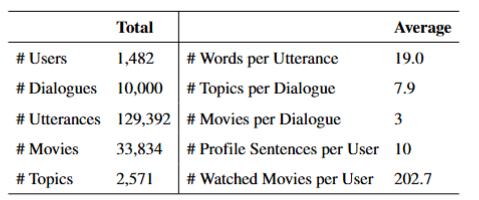 Total Average
# Users 1,482 # Words per Utterance 19.0
# Dialogues 10,000 # Topics per Dialogue 7.9
# Utterances 129,392 # Movies per Dialogue 3
# Movies 33,834 # Profile Sentences per User 10
# Topics 2,571 # Watched Movies per User 202.7